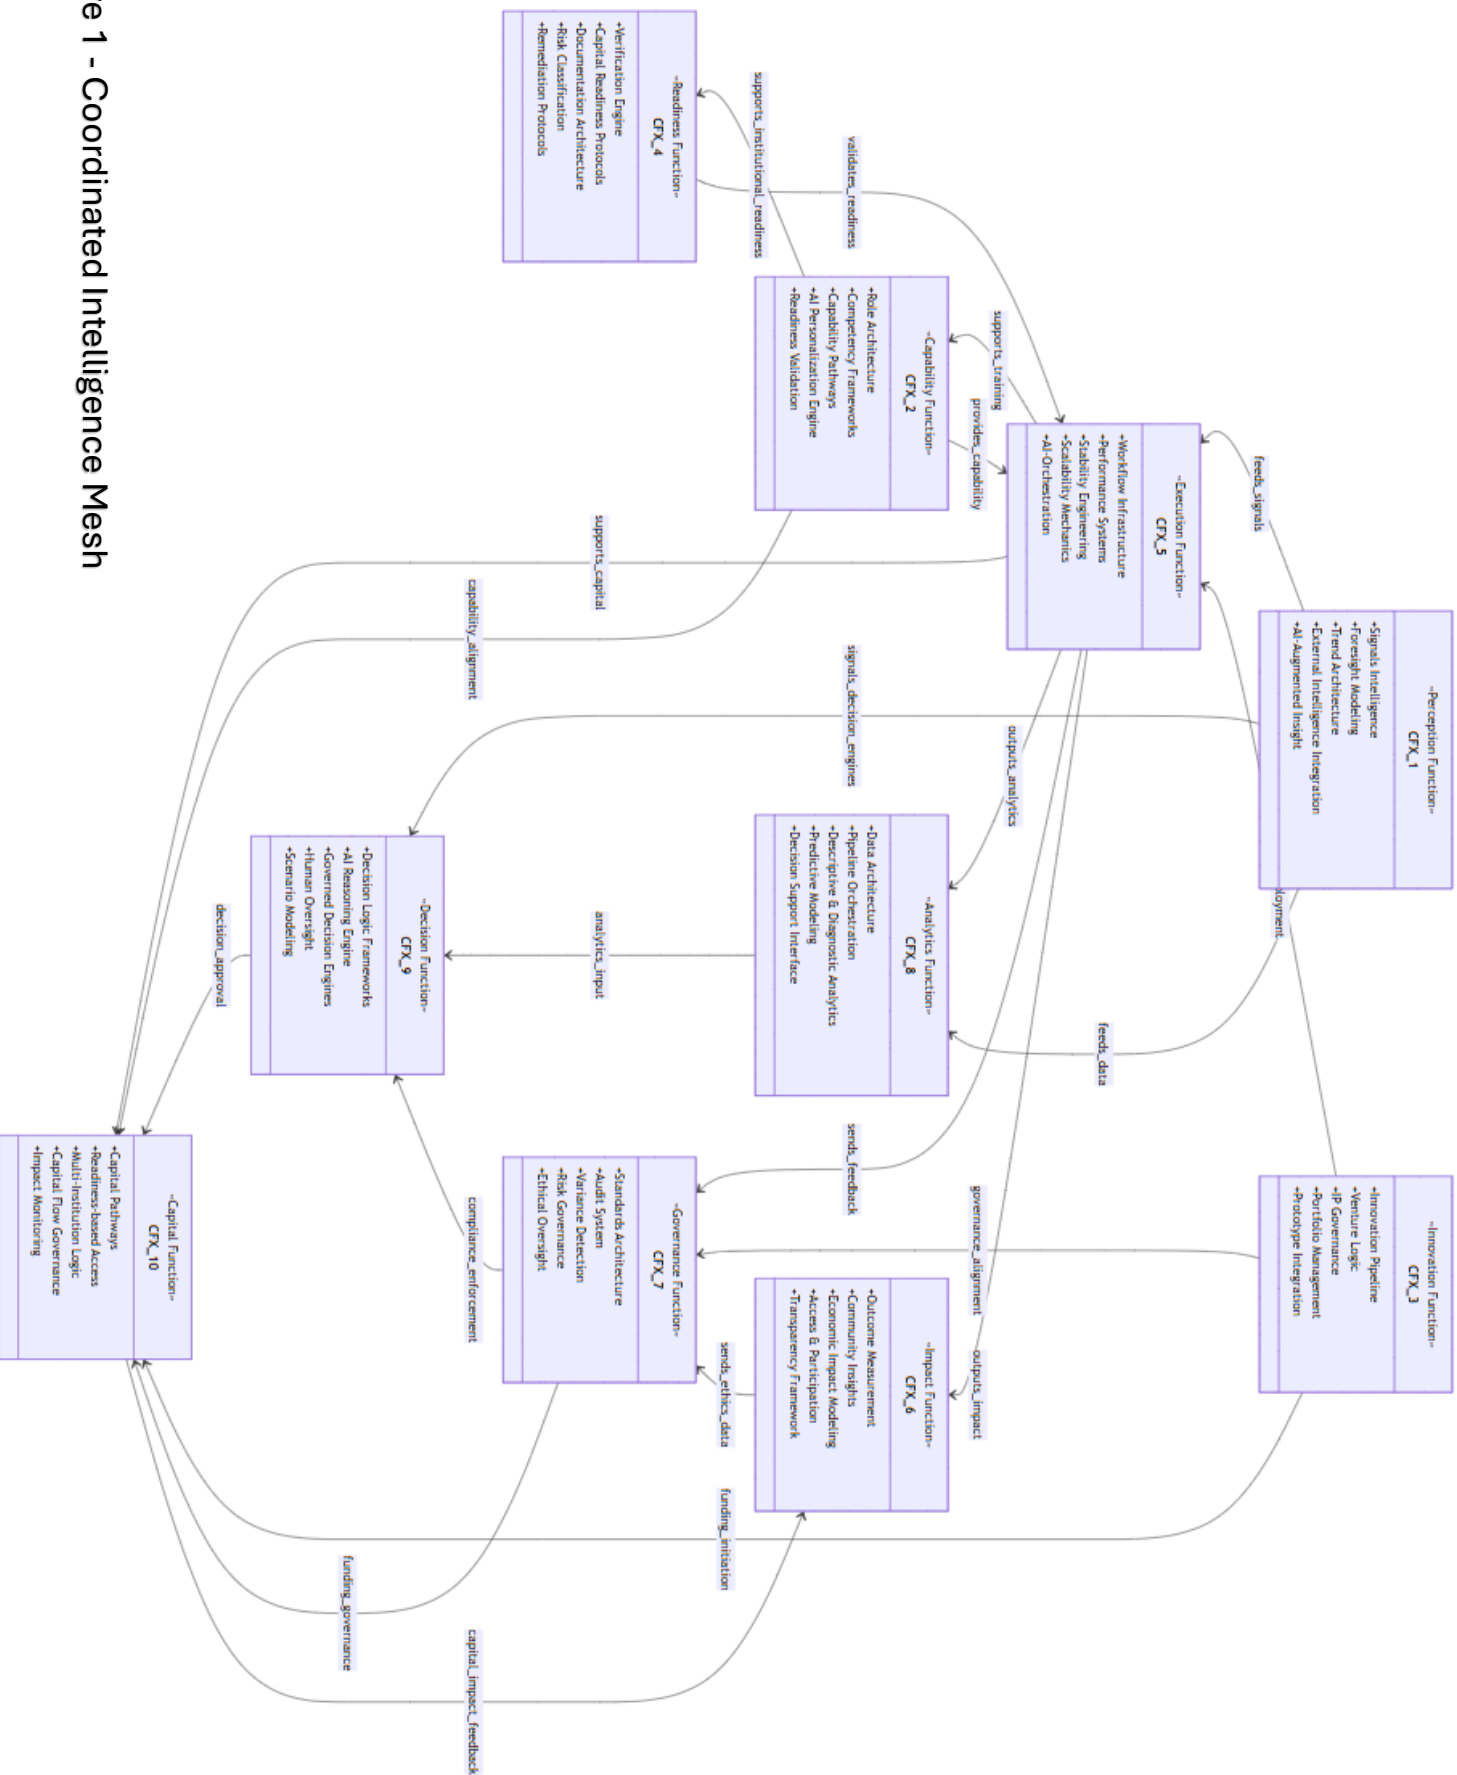 «Perception Function»
CFX_1
+Signals Intelligence
+Foresight Modeling
+Trend Architecture
+External Intelligence Integration
+AI-Augmented Insight
«Innovation Function»
CFX_3
+Innovation Pipeline
+Venture Logic
+IP Governance
+Portfolio Management
+Prototype Integration
feeds_signals
loyment
«Execution Function»
CFX_5
+Workflow Infrastructure
+Performance Systems
+Stability Engineering
+Scalability Mechanics
+AI-Orchestration
feeds_data
supports_training
provides_capability
outputs_analytics
governance_alignment
outputs_impact
«Capability Function»
CFX_2
+Role Architecture
+Competency Frameworks
+Capability Pathways
+AI Personalization Engine
+Readiness Validation
«Analytics Function»
CFX_8
+Data Architecture
+Pipeline Orchestration
+Descriptive & Diagnostic Analytics
+Predictive Modeling
+Decision Support Interface
«Impact Function»
CFX_6
+Outcome Measurement
+Community Insights
+Economic Impact Modeling
+Access & Participation
+Transparency Framework
validates_readiness
signals_decision_engines
sends_feedback
supports_institutional_readiness
sends_ethics_data
funding_initiation
«Readiness Function»
CFX_4
+Verification Engine
+Capital Readiness Protocols
+Documentation Architecture
+Risk Classification
+Remediation Protocols
«Governance Function»
CFX_7
+Standards Architecture
+Audit System
+Variance Detection
+Risk Governance
+Ethical Oversight
supports_capital
analytics_input
capability_alignment
compliance_enforcement
capital_impact_feedback
«Decision Function»
CFX_9
+Decision Logic Frameworks
+AI Reasoning Engine
+Governed Decision Engines
+Human Oversight
+Scenario Modeling
funding_governance
decision_approval
«Capital Function»
CFX_10
+Capital Pathways
+Readiness-based Access
+Multi-Institution Logic
+Capital Flow Governance
+Impact Monitoring
e 1 - Coordinated Intelligence Mesh